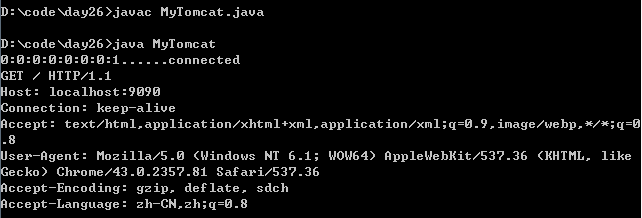 D:\code\day26>javac MyTomcat.java
D:\code\day26>java MyTomcat
0:0:0:0:0:0:0:1......connected
GET / HTTP/1.1
Host: localhost:9090
Connection: keep-alive
Accept: text/html,application/xhtml+xml,application/xml;q=0.9,image/webp,*/*;q=0
.8
User-Agent: Mozilla/5.0 (Windows NT 6.1; WOW64) AppleWebKit/537.36 (KHTML, like
Gecko) Chrome/43.0.2357.81 Safari/537.36
Accept-Encoding: gzip, deflate, sdch
Accept-Language: zh-CN,zh;q=0.8